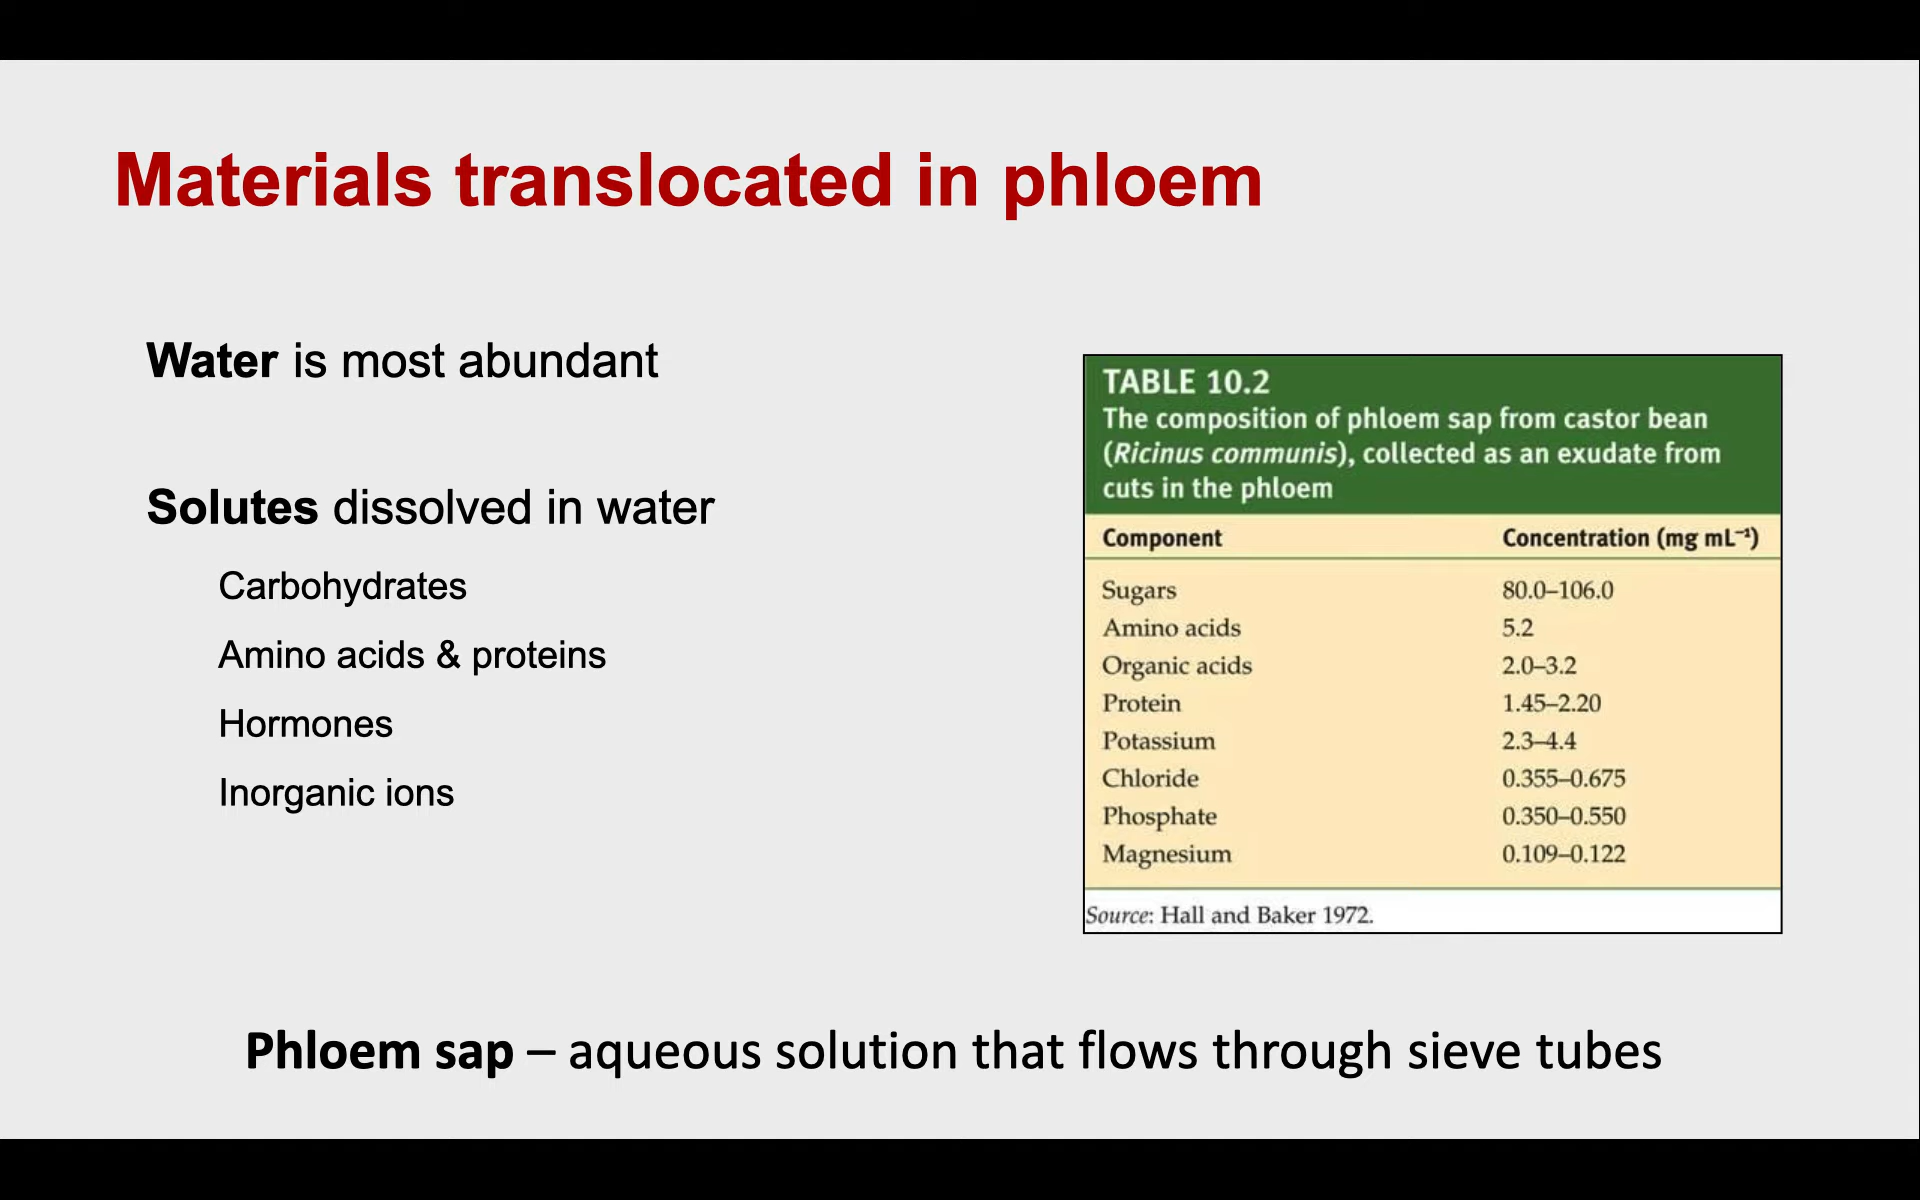 Materials translocated in phloem
Water is most abundant
Solutes dissolved in water
Carbohydrates
Amino acids & proteins
Hormones
Inorganic ions
TABLE 10.2
The composition of phloem sap from castor bean
(Ricinus communis), collected as an exudate from
cuts in the phloem
Component Concentration (mg mL⁻¹)
Sugars 80.0–106.0
Amino acids 5.2
Organic acids 2.0–3.2
Protein 1.45–2.20
Potassium 2.3–4.4
Chloride 0.355–0.675
Phosphate 0.350–0.550
Magnesium 0.109–0.122
Source: Hall and Baker 1972.
Phloem sap – aqueous solution that flows through sieve tubes